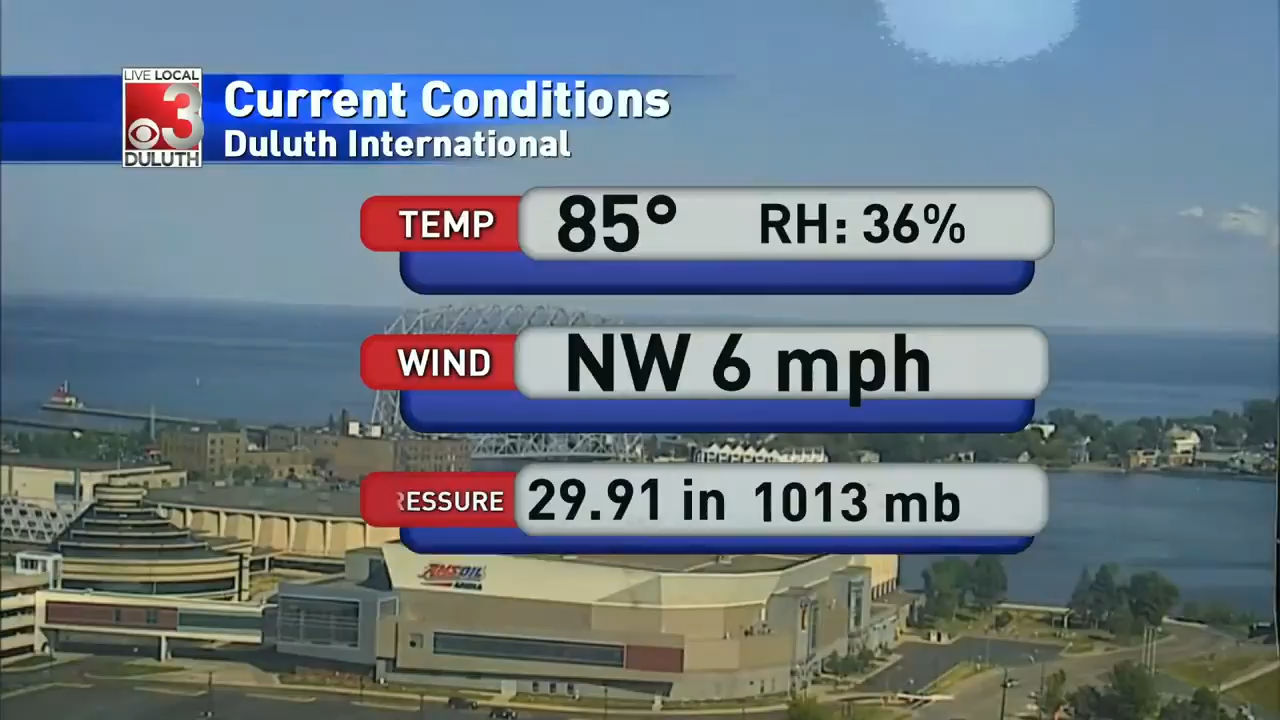 LIVE LOCAL
3
DULUTH
Current Conditions
Duluth International
TEMP 85° RH: 36%
WIND NW 6 mph
RESSURE 29.91 in 1013 mb
AMSOIL
ARENA